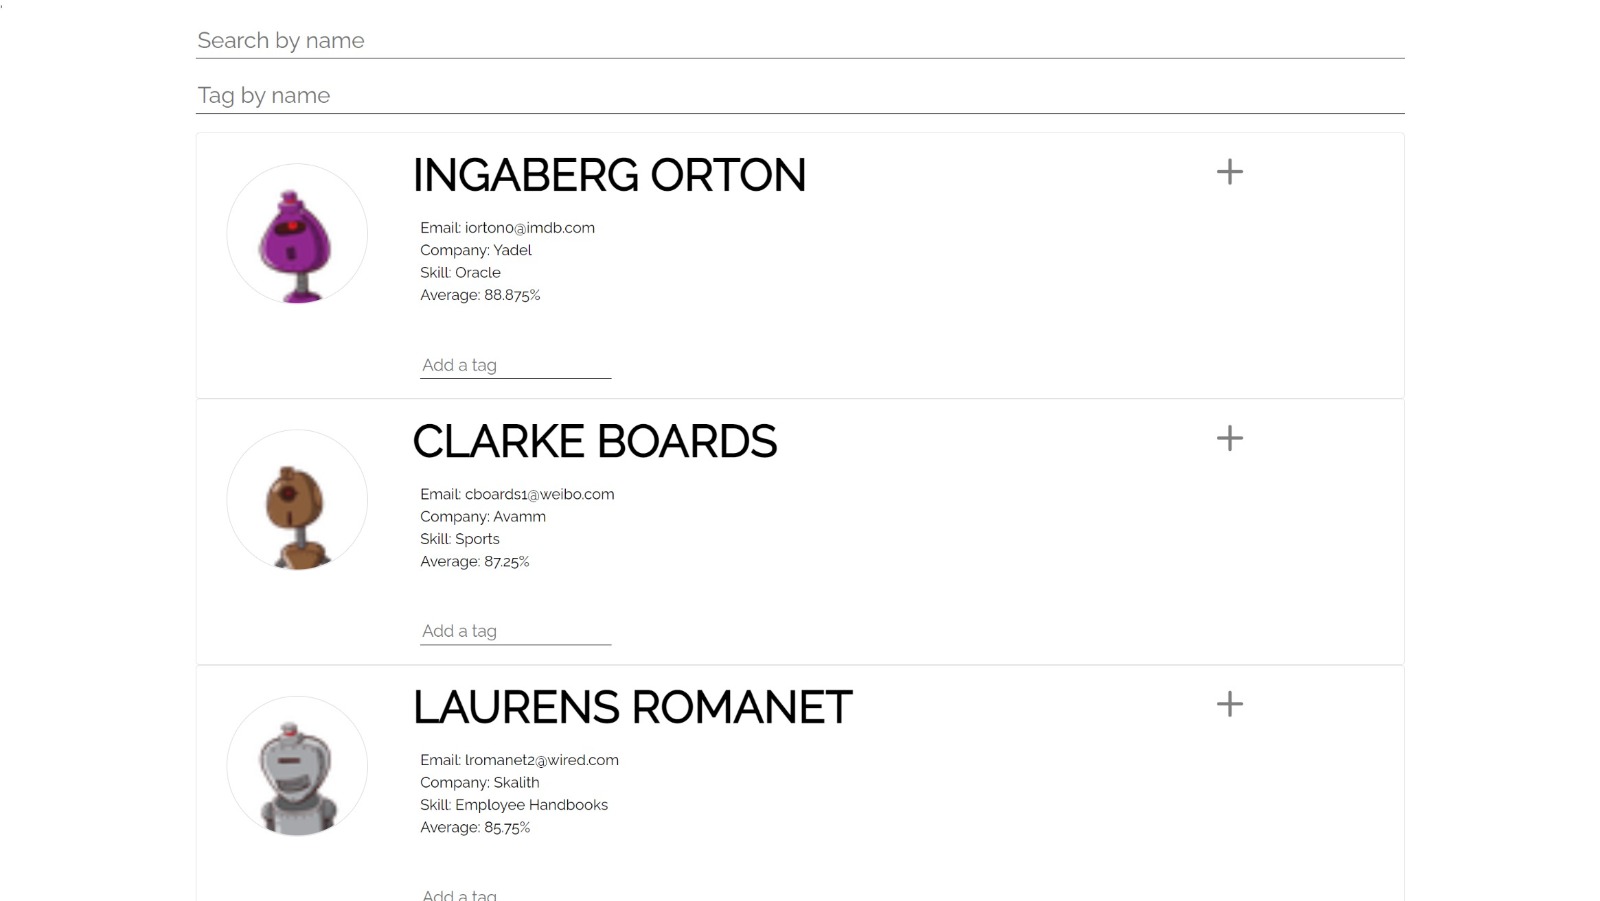 Search by name
Tag by name
INGABERG ORTON
Email: iorton0@imdb.com
Company: Yadel
Skill: Oracle
Average: 88.875%
Add a tag
CLARKE BOARDS
Email: cboards1@weibo.com
Company: Avamm
Skill: Sports
Average: 87.25%
Add a tag
LAURENS ROMANET
Email: lromanet2@wired.com
Company: Skalith
Skill: Employee Handbooks
Average: 85.75%
Add a tag